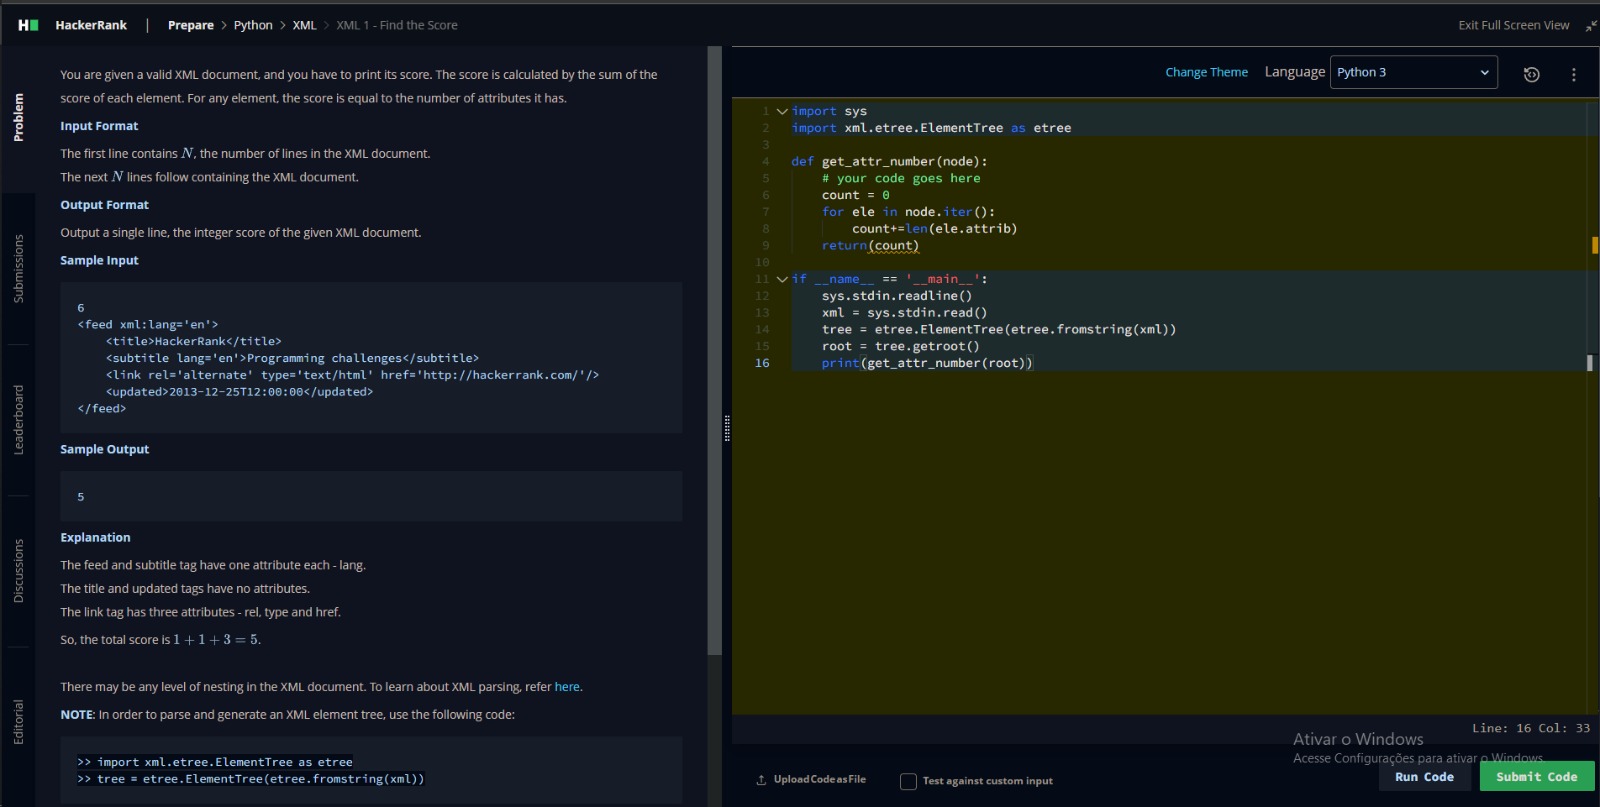 HackerRank | Prepare > Python > XML > XML 1 - Find the Score
Exit Full Screen View
Problem
Submissions
Leaderboard
Discussions
Editorial
You are given a valid XML document, and you have to print its score. The score is calculated by the sum of the
score of each element. For any element, the score is equal to the number of attributes it has.
Input Format
The first line contains N, the number of lines in the XML document.
The next N lines follow containing the XML document.
Output Format
Output a single line, the integer score of the given XML document.
Sample Input
6
<feed xml:lang='en'>
    <title>HackerRank</title>
    <subtitle lang='en'>Programming challenges</subtitle>
    <link rel='alternate' type='text/html' href='http://hackerrank.com/'/>
    <updated>2013-12-25T12:00:00</updated>
</feed>
Sample Output
5
Explanation
The feed and subtitle tag have one attribute each - lang.
The title and updated tags have no attributes.
The link tag has three attributes - rel, type and href.
So, the total score is 1 + 1 + 3 = 5.
There may be any level of nesting in the XML document. To learn about XML parsing, refer here.
NOTE: In order to parse and generate an XML element tree, use the following code:
>> import xml.etree.ElementTree as etree
>> tree = etree.ElementTree(etree.fromstring(xml))
Change Theme Language Python 3
1 import sys
2 import xml.etree.ElementTree as etree
3
4 def get_attr_number(node):
5     # your code goes here
6     count = 0
7     for ele in node.iter():
8         count+=len(ele.attrib)
9     return(count)
10
11 if __name__ == '__main__':
12     sys.stdin.readline()
13     xml = sys.stdin.read()
14     tree = etree.ElementTree(etree.fromstring(xml))
15     root = tree.getroot()
16     print(get_attr_number(root))
Line: 16 Col: 33
Ativar o Windows
Acesse Configurações para ativar o Windows.
Upload Code as File
Test against custom input
Run Code
Submit Code